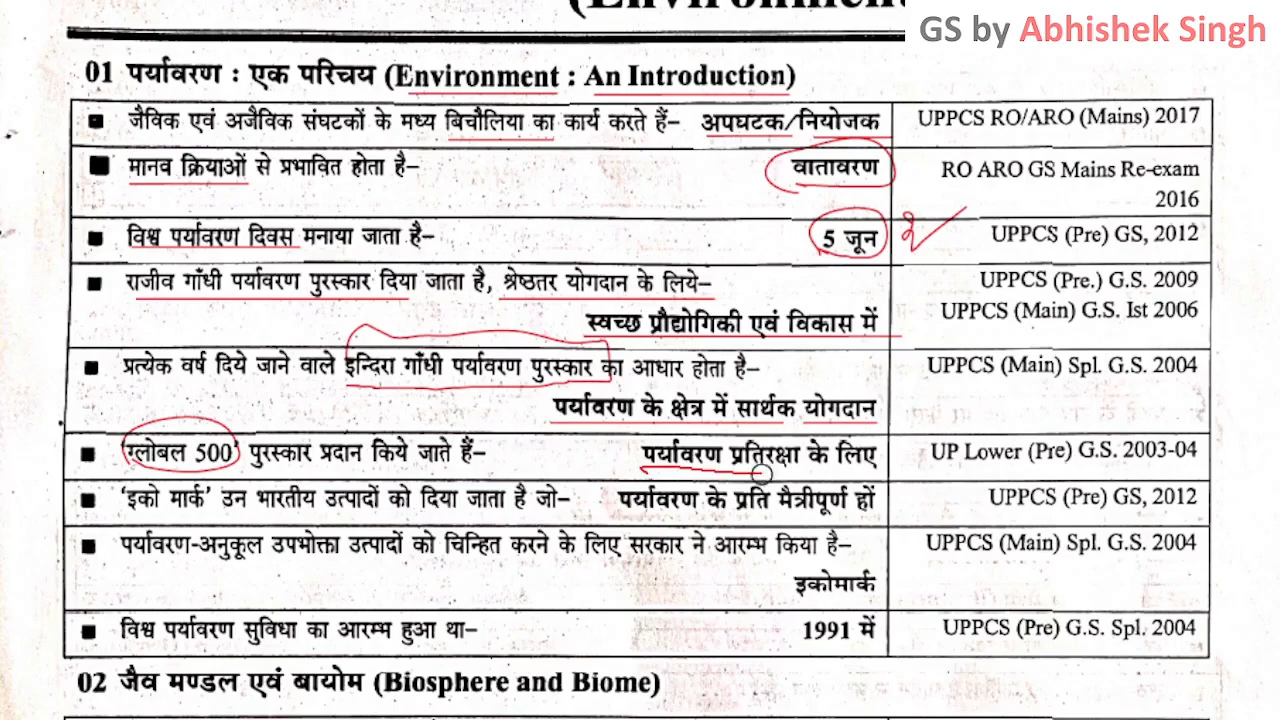 (Environment
GS by Abhishek Singh
01 पर्यावरण : एक परिचय (Environment : An Introduction)
■ जैविक एवं अजैविक संघटकों के मध्य बिचौलिया का कार्य करते हैं– अपघटक/नियोजक UPPCS RO/ARO (Mains) 2017
■ मानव क्रियाओं से प्रभावित होता है– वातावरण RO ARO GS Mains Re-exam
2016
■ विश्व पर्यावरण दिवस मनाया जाता है– 5 जून UPPCS (Pre) GS, 2012
■ राजीव गाँधी पर्यावरण पुरस्कार दिया जाता है, श्रेष्ठतर योगदान के लिये– UPPCS (Pre.) G.S. 2009
स्वच्छ प्रौद्योगिकी एवं विकास में UPPCS (Main) G.S. Ist 2006
■ प्रत्येक वर्ष दिये जाने वाले इन्दिरा गाँधी पर्यावरण पुरस्कार का आधार होता है– UPPCS (Main) Spl. G.S. 2004
पर्यावरण के क्षेत्र में सार्थक योगदान
■ ग्लोबल 500' पुरस्कार प्रदान किये जाते हैं– पर्यावरण प्रतिरक्षा के लिए UP Lower (Pre) G.S. 2003-04
■ 'इको मार्क' उन भारतीय उत्पादों को दिया जाता है जो– पर्यावरण के प्रति मैत्रीपूर्ण हों UPPCS (Pre) GS, 2012
■ पर्यावरण-अनुकूल उपभोक्ता उत्पादों को चिन्हित करने के लिए सरकार ने आरम्भ किया है– UPPCS (Main) Spl. G.S. 2004
इकोमार्क
■ विश्व पर्यावरण सुविधा का आरम्भ हुआ था– 1991 में UPPCS (Pre) G.S. Spl. 2004
02 जैव मण्डल एवं बायोम (Biosphere and Biome)